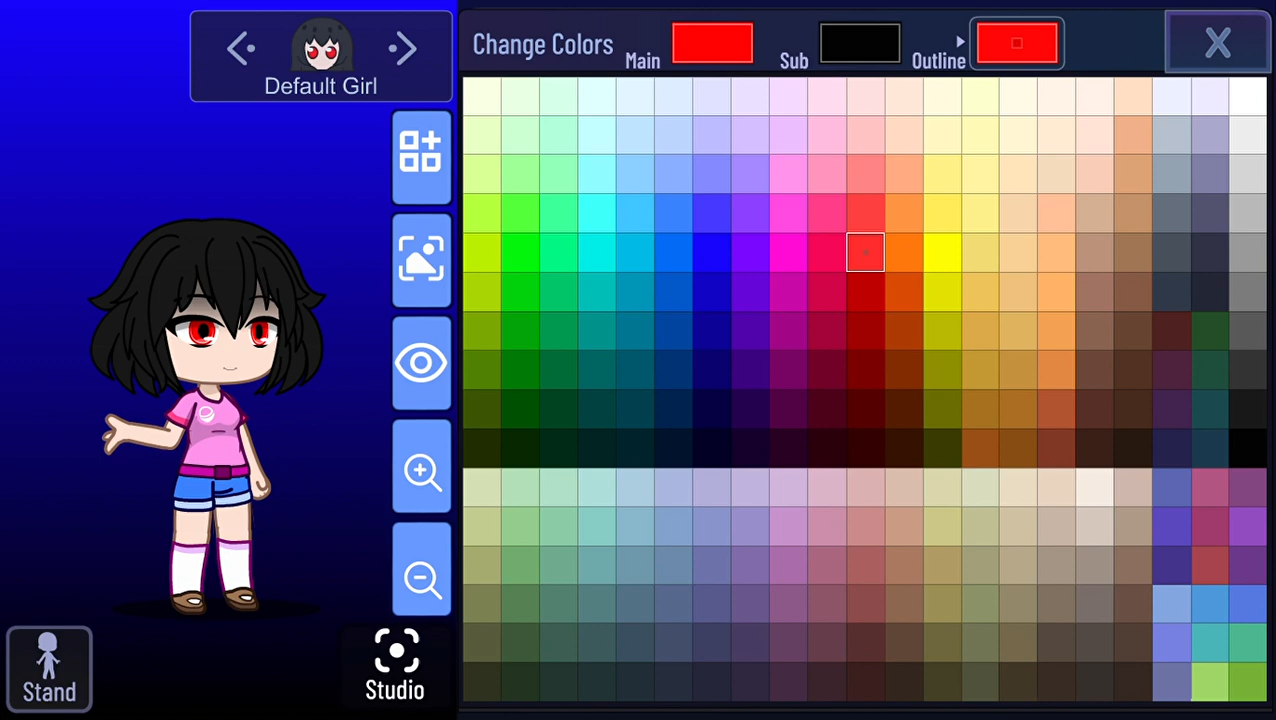 Default Girl
Change Colors
Main
Sub
Outline
X
Stand
Studio